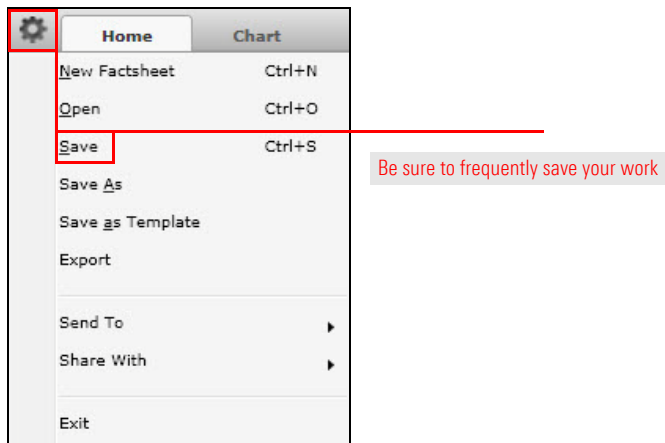 Home Chart
New Factsheet Ctrl+N
Open Ctrl+O
Save Ctrl+S
Be sure to frequently save your work
Save As
Save as Template
Export
Send To
Share With
Exit